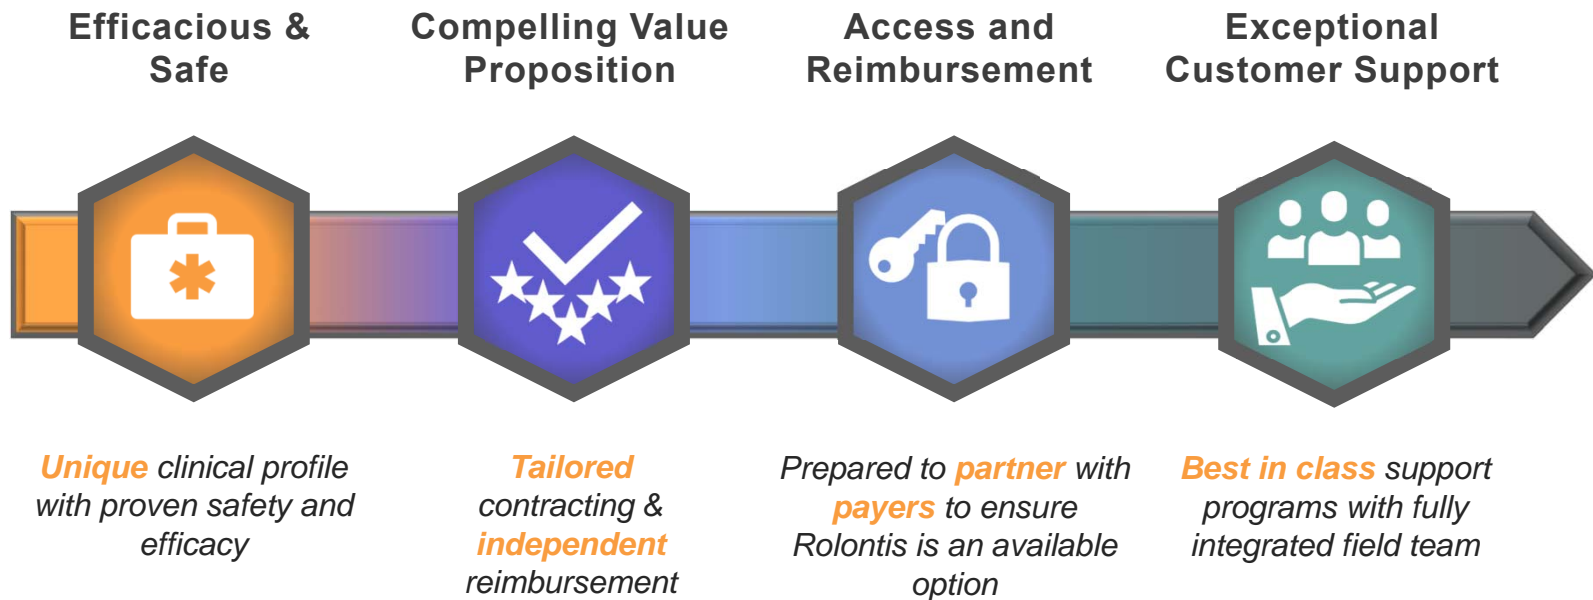 Efficacious &
Safe
Compelling Value
Proposition
Access and
Reimbursement
Exceptional
Customer Support
Unique clinical profile
with proven safety and
efficacy
Tailored
contracting &
independent
reimbursement
Prepared to partner with
payers to ensure
Rolontis is an available
option
Best in class support
programs with fully
integrated field team